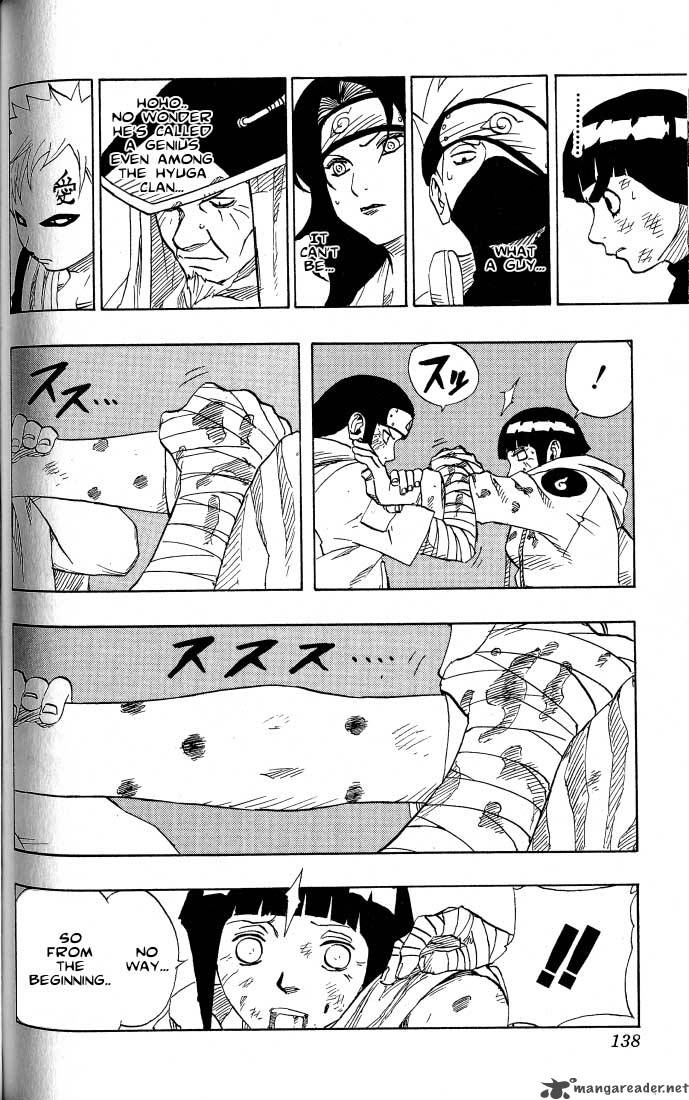 .........
WHAT
A GUY...
IT
CAN'T
BE...
HOHO..
NO WONDER
HE'S CALLED
A GENIUS
EVEN AMONG
THE HYUGA
CLAN...
愛
!
スッ
スス...
ススス....
!!
NO
WAY...
SO
FROM
THE
BEGINNING..
138
mangareader.net